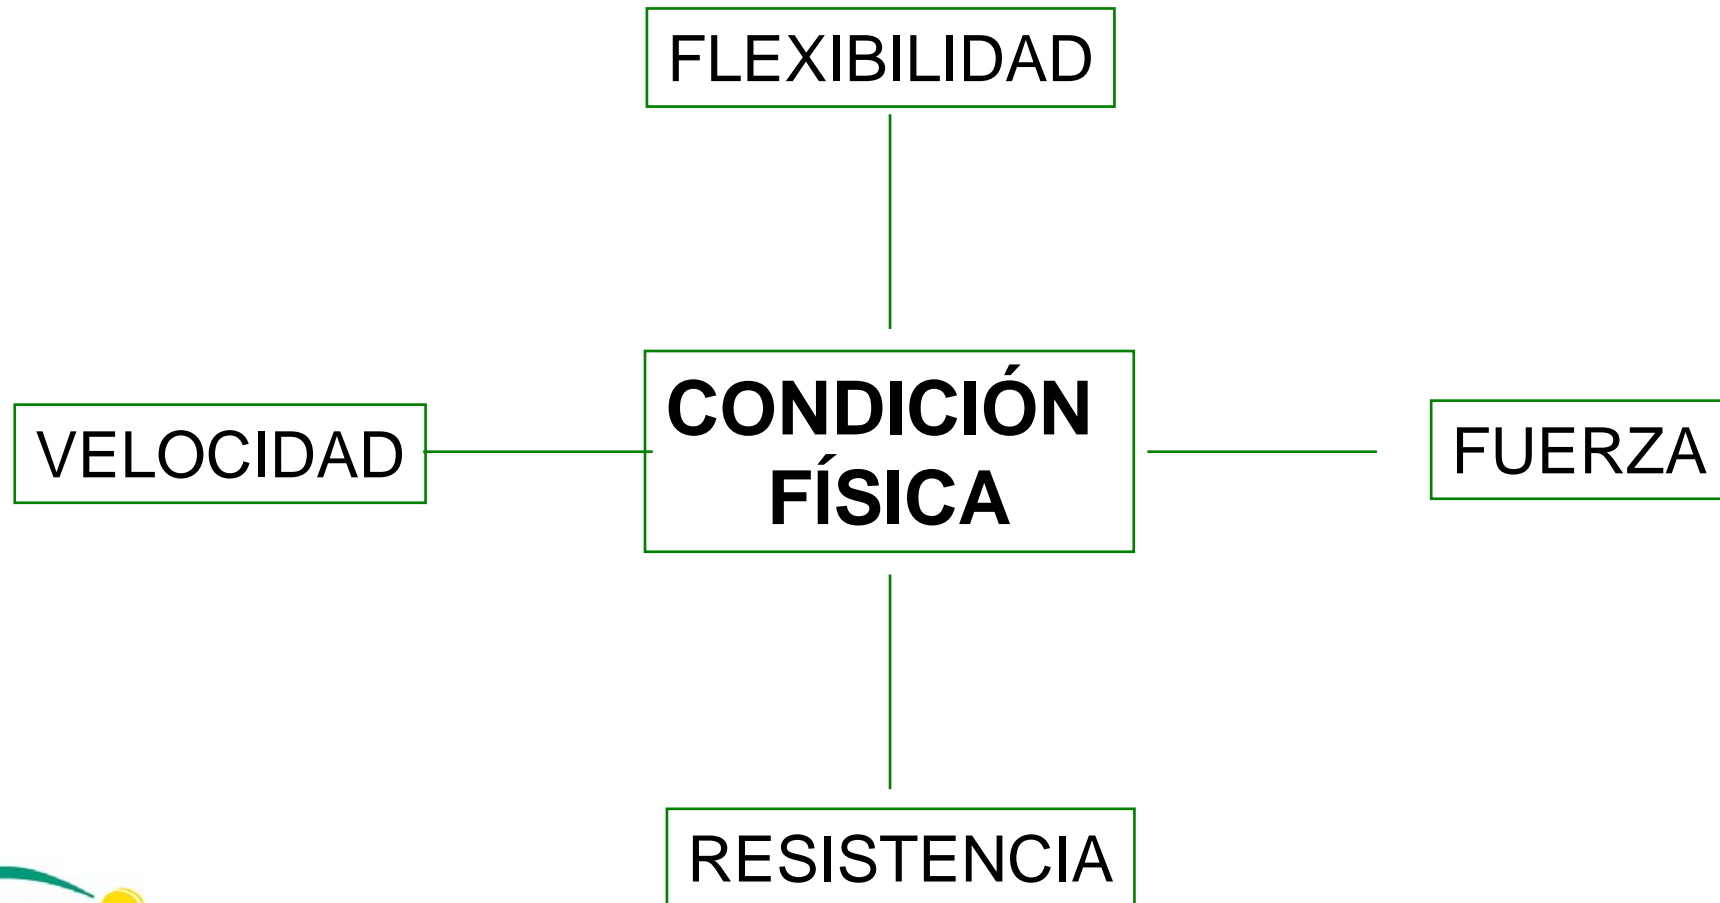 FLEXIBILIDAD
VELOCIDAD
CONDICIÓN
FÍSICA
FUERZA
RESISTENCIA